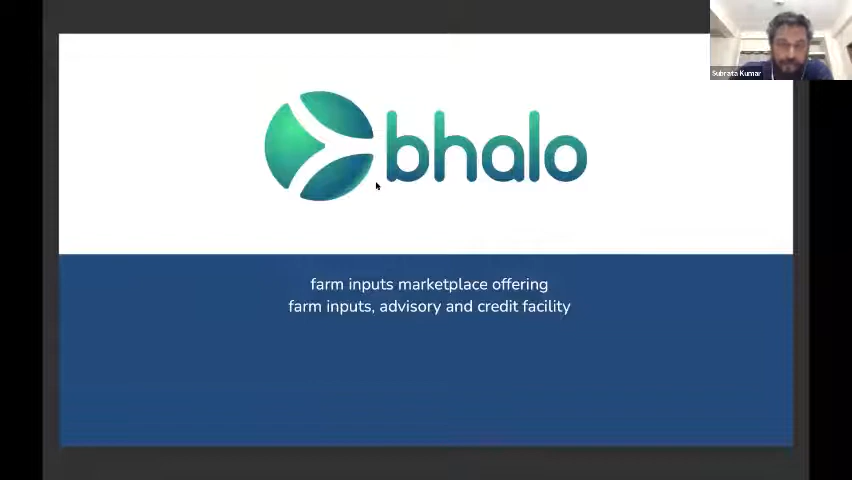 Subrata Kumar
bhalo
farm inputs marketplace offering
farm inputs, advisory and credit facility